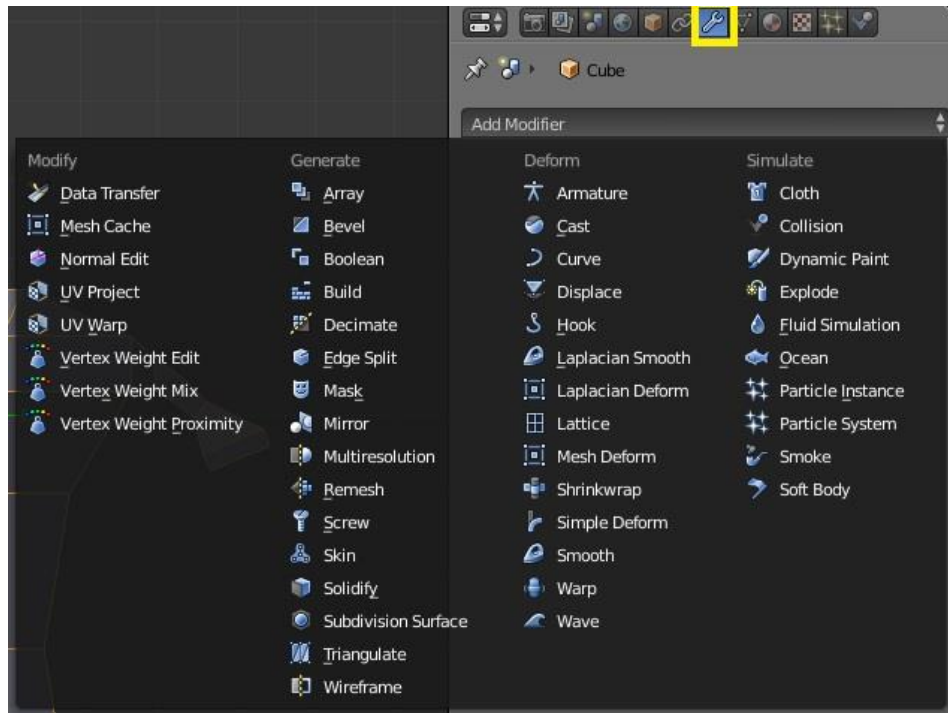 Cube
Add Modifier
Modify
Data Transfer
Mesh Cache
Normal Edit
UV Project
UV Warp
Vertex Weight Edit
Vertex Weight Mix
Vertex Weight Proximity
Generate
Array
Bevel
Boolean
Build
Decimate
Edge Split
Mask
Mirror
Multiresolution
Remesh
Screw
Skin
Solidify
Subdivision Surface
Triangulate
Wireframe
Deform
Armature
Cast
Curve
Displace
Hook
Laplacian Smooth
Laplacian Deform
Lattice
Mesh Deform
Shrinkwrap
Simple Deform
Smooth
Warp
Wave
Simulate
Cloth
Collision
Dynamic Paint
Explode
Fluid Simulation
Ocean
Particle Instance
Particle System
Smoke
Soft Body